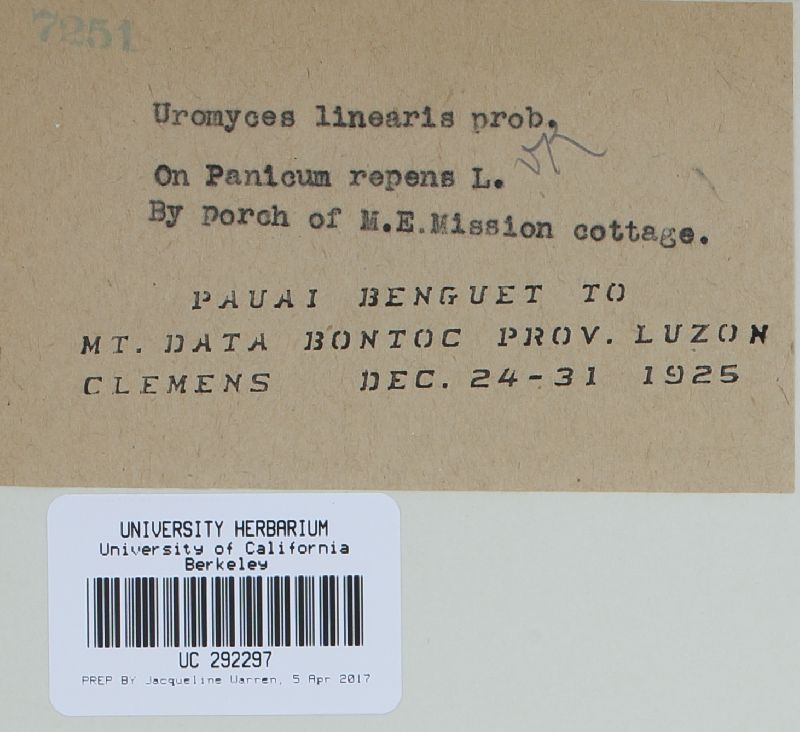 7251
Uromyces linearis prob.
On Panicum repens L.
By porch of M.E.Mission cottage.
PAUAI BENGUET TO
MT. DATA BONTOC PROV. LUZON
CLEMENS DEC. 24-31 1925
UNIVERSITY HERBARIUM
University of California
Berkeley
UC 292297
PREP BY Jacqueline Warren, 5 Apr 2017